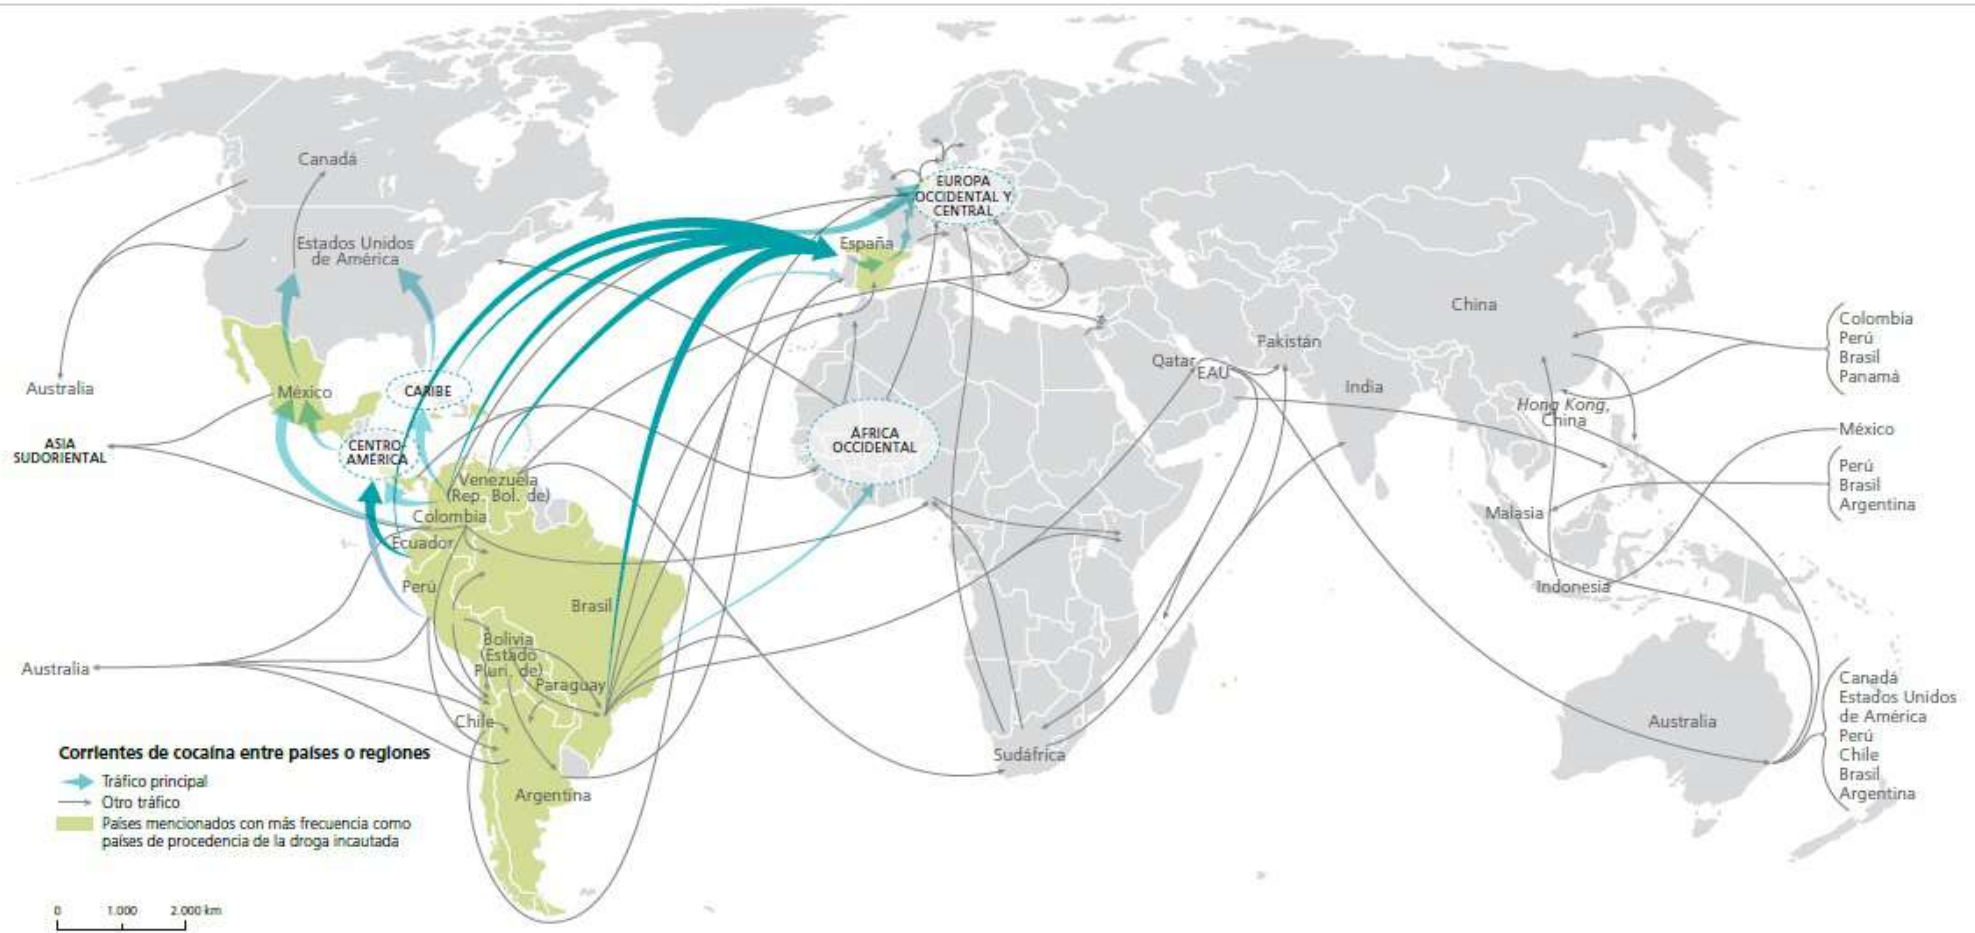 Canadá
Estados Unidos
de América
México
CARIBE
CENTRO-
AMÉRICA
Australia
ASIA
SUDORIENTAL
Australia
Venezuela
(Rep. Bol. de)
Colombia
Ecuador
Perú
Brasil
Bolivia
(Estado
Pluri. de)
Paraguay
Chile
Argentina
EUROPA
OCCIDENTAL Y
CENTRAL
España
ÁFRICA
OCCIDENTAL
Sudáfrica
Qatar
EAU
Pakistán
India
China
Hong Kong,
China
Malasia
Indonesia
Australia
Colombia
Perú
Brasil
Panamá
México
Perú
Brasil
Argentina
Canadá
Estados Unidos
de América
Perú
Chile
Brasil
Argentina
Corrientes de cocaína entre países o regiones
Tráfico principal
Otro tráfico
Países mencionados con más frecuencia como
países de procedencia de la droga incautada
0 1.000 2.000 km